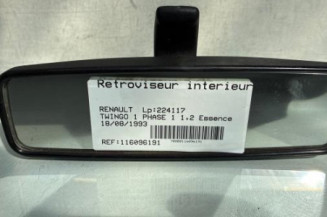 Retroviseur interieur
RENAULT Lp:224117
TWINGO 1 PHASE 1 1.2 Essence
18/08/1993
REF:116096191